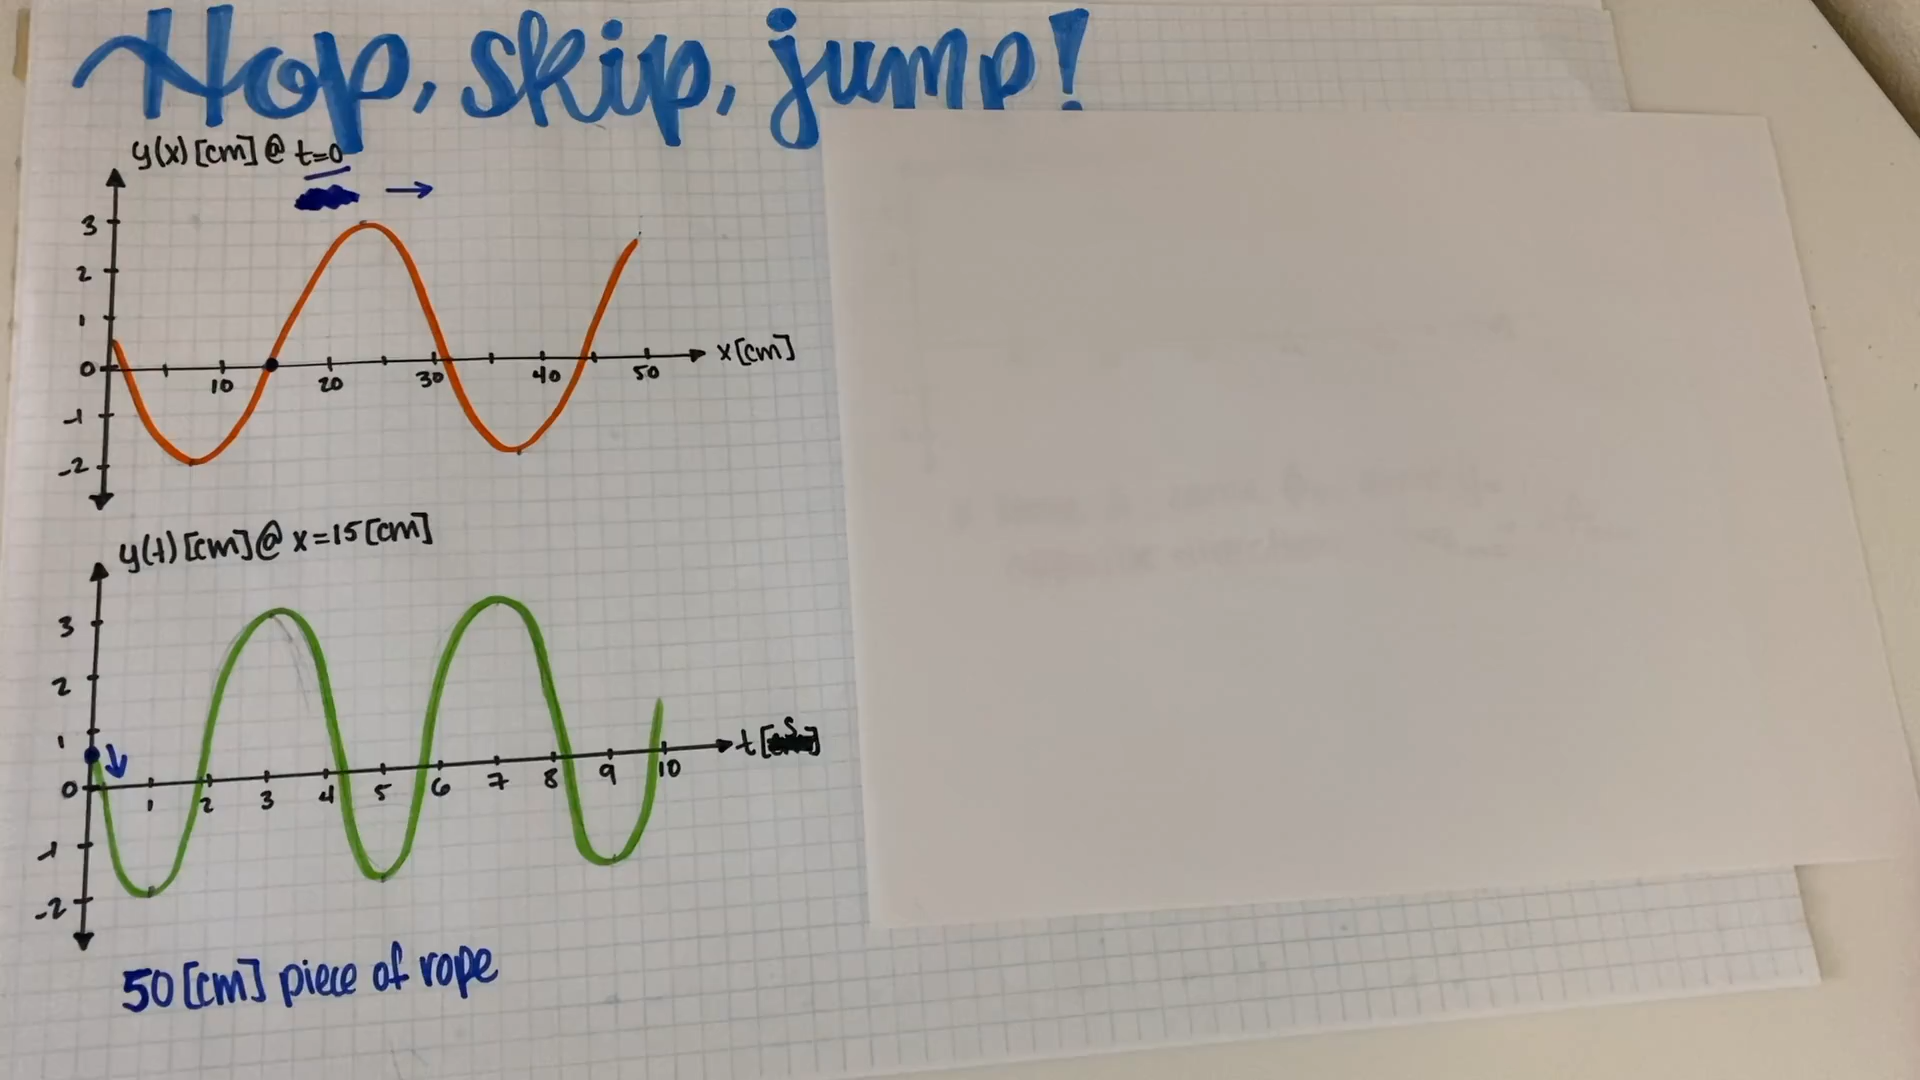 Hop, skip, jump!
y(x) [cm] @ t=0
3
2
1
0
-1
-2
10 20 30 40 50
x [cm]
y(t) [cm] @ x=15 [cm]
3
2
1
0
-1
-2
1 2 3 4 5 6 7 8 9 10
t [s]
50 [cm] piece of rope